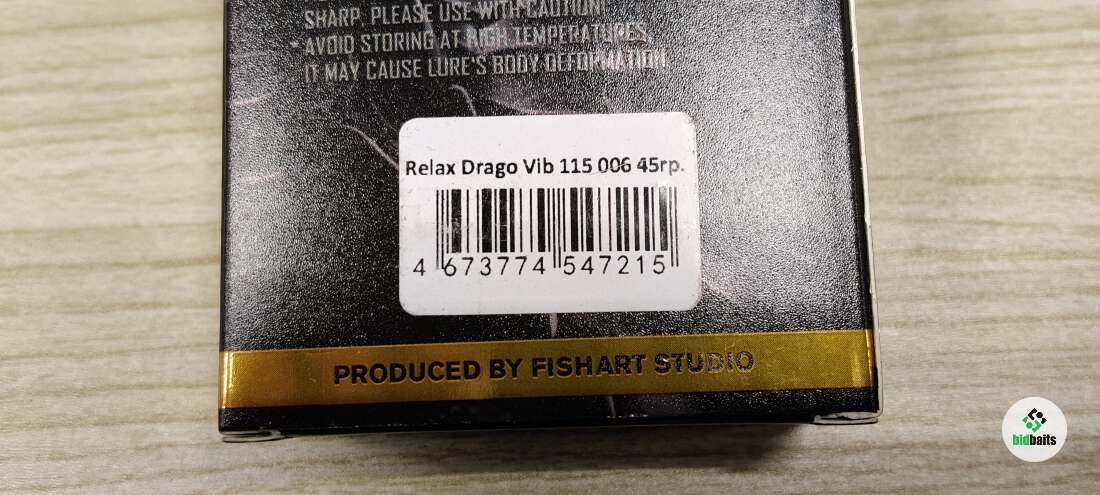 SHARP. PLEASE USE WITH CAUTION!
• AVOID STORING AT HIGH TEMPERATURES
IT MAY CAUSE LURE'S BODY DEFORMATION
Relax Drago Vib 115 006 45гр.
4 673774 547215
PRODUCED BY FISHART STUDIO
bidbaits